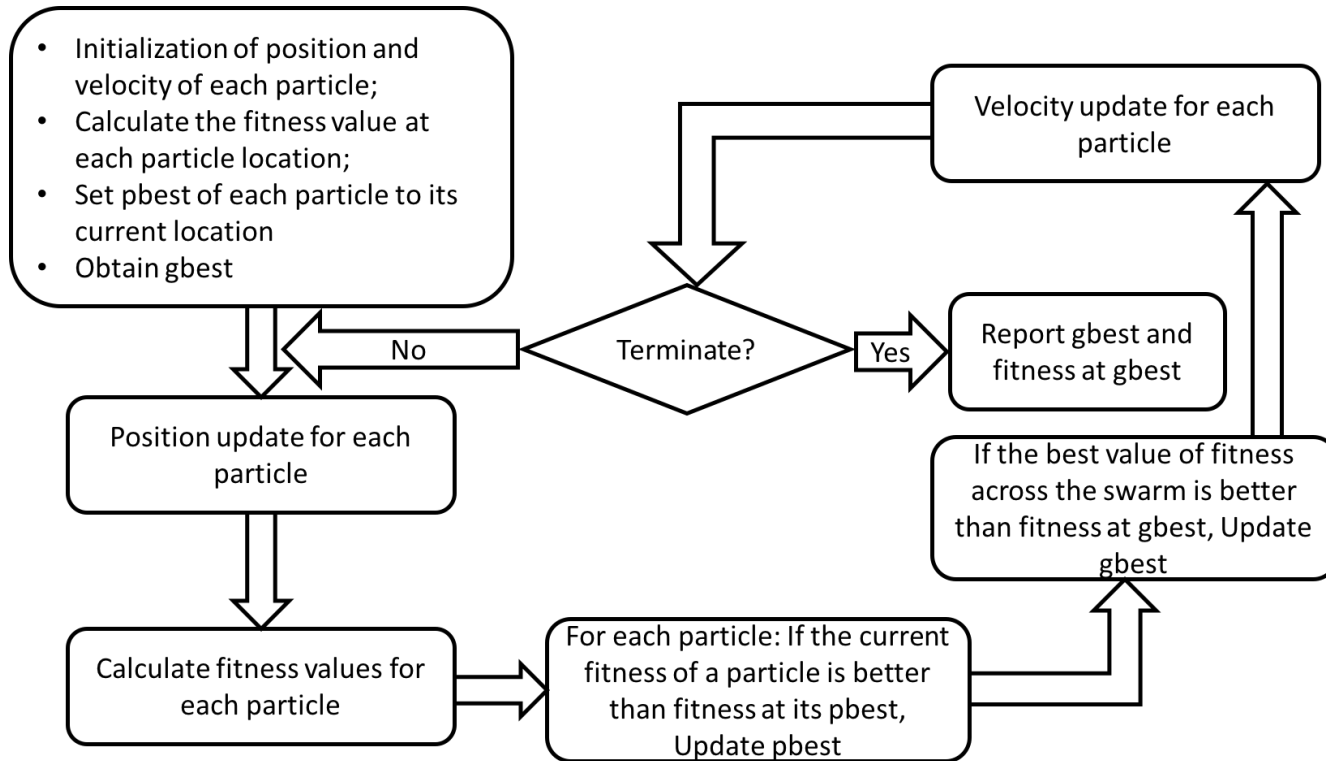 • Initialization of position and
velocity of each particle;
• Calculate the fitness value at
each particle location;
• Set pbest of each particle to its
current location
• Obtain gbest
Velocity update for each
particle
No
Terminate?
Yes
Report gbest and
fitness at gbest
Position update for each
particle
If the best value of fitness
across the swarm is better
than fitness at gbest, Update
gbest
Calculate fitness values for
each particle
For each particle: If the current
fitness of a particle is better
than fitness at its pbest,
Update pbest